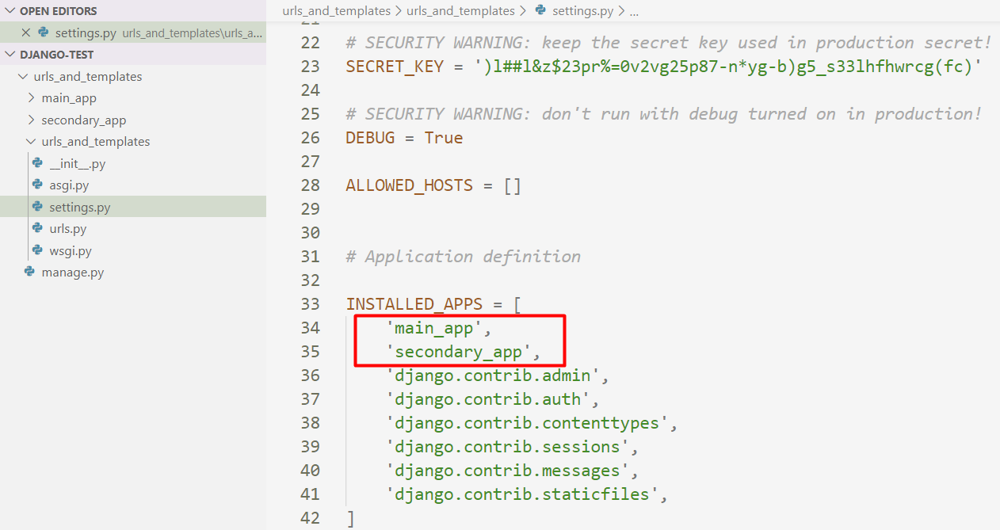 OPEN EDITORS
settings.py urls_and_templates\urls_a...
DJANGO-TEST
urls_and_templates
main_app
secondary_app
urls_and_templates
__init__.py
asgi.py
settings.py
urls.py
wsgi.py
manage.py
urls_and_templates > urls_and_templates > settings.py > ...
21
22 # SECURITY WARNING: keep the secret key used in production secret!
23 SECRET_KEY = ')l##l&z$23pr%=0v2vg25p87-n*yg-b)g5_s33lhfhwrcg(fc)'
24
25 # SECURITY WARNING: don't run with debug turned on in production!
26 DEBUG = True
27
28 ALLOWED_HOSTS = []
29
30
31 # Application definition
32
33 INSTALLED_APPS = [
34 'main_app',
35 'secondary_app',
36 'django.contrib.admin',
37 'django.contrib.auth',
38 'django.contrib.contenttypes',
39 'django.contrib.sessions',
40 'django.contrib.messages',
41 'django.contrib.staticfiles',
42 ]